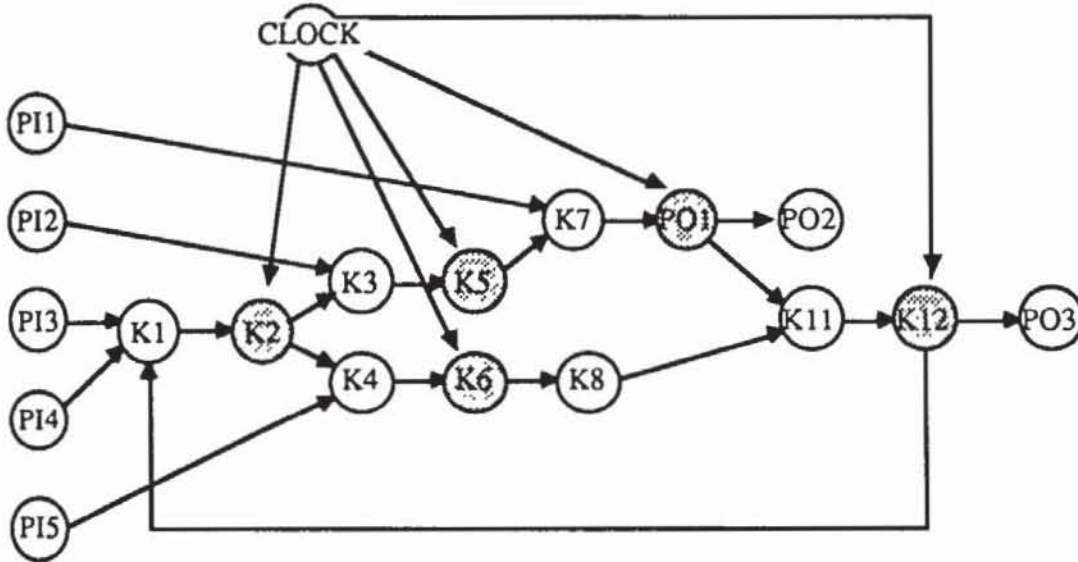 CLOCK
PI1
PI2
K7
PO1
PO2
K3
K5
PI3
K1
K2
K11
K12
PO3
K4
K6
K8
PI4
PI5